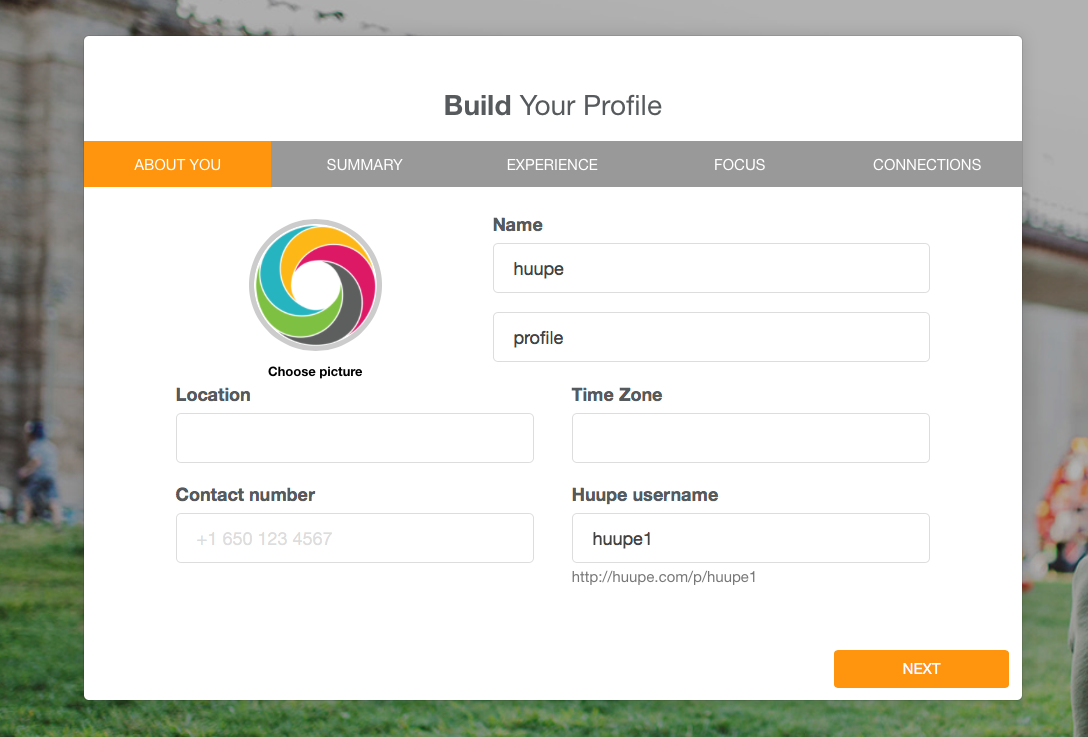 Build Your Profile
ABOUT YOU SUMMARY EXPERIENCE FOCUS CONNECTIONS
Name
huupe
profile
Choose picture
Location Time Zone
Contact number Huupe username
+1 650 123 4567 huupe1
http://huupe.com/p/huupe1
NEXT